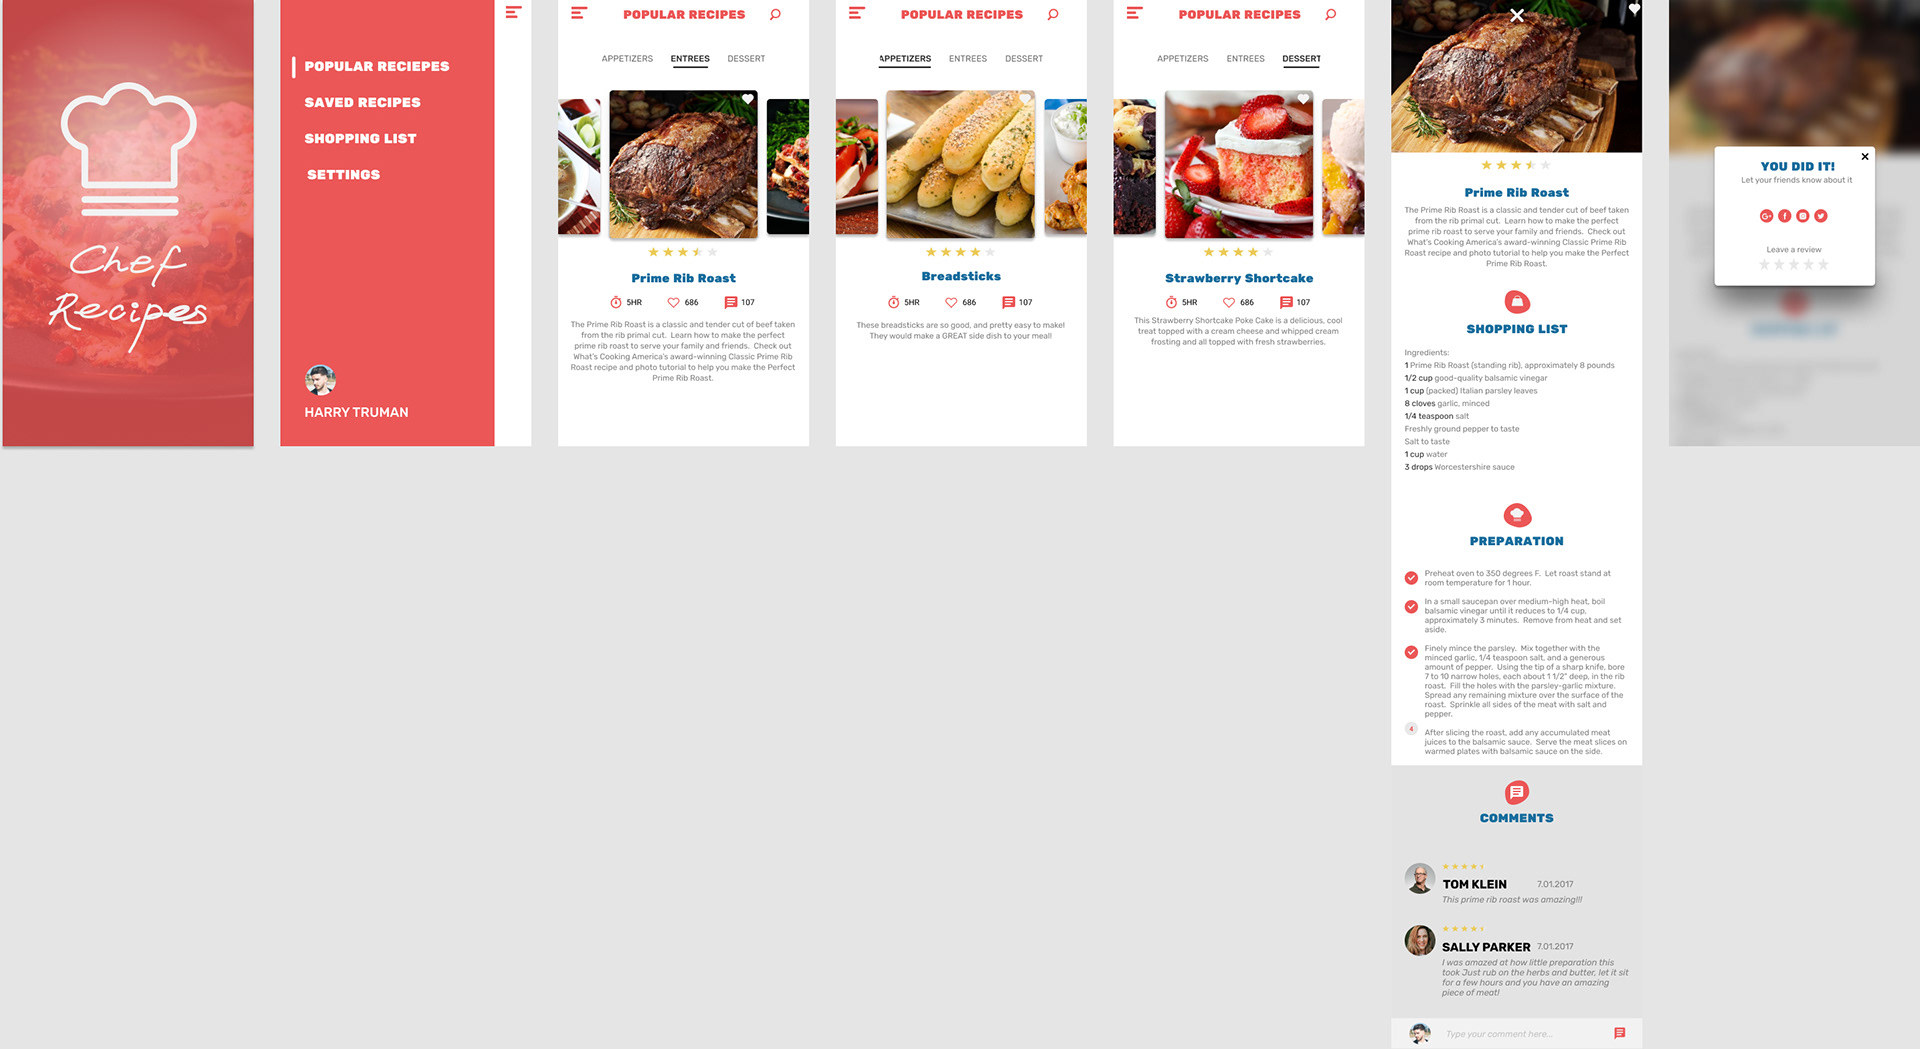 Chef
Recipes
POPULAR RECIEPES
SAVED RECIPES
SHOPPING LIST
SETTINGS
HARRY TRUMAN
POPULAR RECIPES
APPETIZERS ENTREES DESSERT
Prime Rib Roast
5HR 686 107
The Prime Rib Roast is a classic and tender cut of beef taken
from the rib primal cut. Learn how to make the perfect
prime rib roast to serve your family and friends. Check out
What's Cooking America's award-winning Classic Prime Rib
Roast recipe and photo tutorial to help you make the Perfect
Prime Rib Roast.
POPULAR RECIPES
APPETIZERS ENTREES DESSERT
Breadsticks
5HR 686 107
These breadsticks are so good, and pretty easy to make!
They would make a GREAT side dish to your meal!
POPULAR RECIPES
APPETIZERS ENTREES DESSERT
Strawberry Shortcake
5HR 686 107
This Strawberry Shortcake Poke Cake is a delicious, cool
treat topped with a cream cheese and whipped cream
frosting and all topped with fresh strawberries.
Prime Rib Roast
The Prime Rib Roast is a classic and tender cut of beef taken
from the rib primal cut. Learn how to make the perfect
prime rib roast to serve your family and friends. Check out
What's Cooking America's award-winning Classic Prime Rib
Roast recipe and photo tutorial to help you make the Perfect
Prime Rib Roast.
SHOPPING LIST
Ingredients:
1 Prime Rib Roast (standing rib), approximately 8 pounds
1/2 cup good-quality balsamic vinegar
1 cup (packed) Italian parsley leaves
8 cloves garlic, minced
1/4 teaspoon salt
Freshly ground pepper to taste
Salt to taste
1 cup water
3 drops Worcestershire sauce
PREPARATION
Preheat oven to 350 degrees F. Let roast stand at
room temperature for 1 hour.
In a small saucepan over medium-high heat, boil
balsamic vinegar until it reduces to 1/4 cup,
approximately 3 minutes. Remove from heat and set
aside.
Finely mince the parsley. Mix together with the
minced garlic, 1/4 teaspoon salt, and a generous
amount of pepper. Using the tip of a sharp knife, bore
7 to 10 narrow holes, each about 1 1/2" deep, in the rib
roast. Fill the holes with the parsley-garlic mixture.
Spread any remaining mixture over the surface of the
roast. Sprinkle all sides of the meat with salt and
pepper.
4
After slicing the roast, add any accumulated meat
juices to the balsamic sauce. Serve the meat slices on
warmed plates with balsamic sauce on the side.
COMMENTS
TOM KLEIN 7.01.2017
This prime rib roast was amazing!!!
SALLY PARKER 7.01.2017
I was amazed at how little preparation this
took Just rub on the herbs and butter, let it sit
for a few hours and you have an amazing
piece of meat!
Type your comment here...
YOU DID IT!
Let your friends know about it
G+ f
Leave a review
SHOPPING LIST